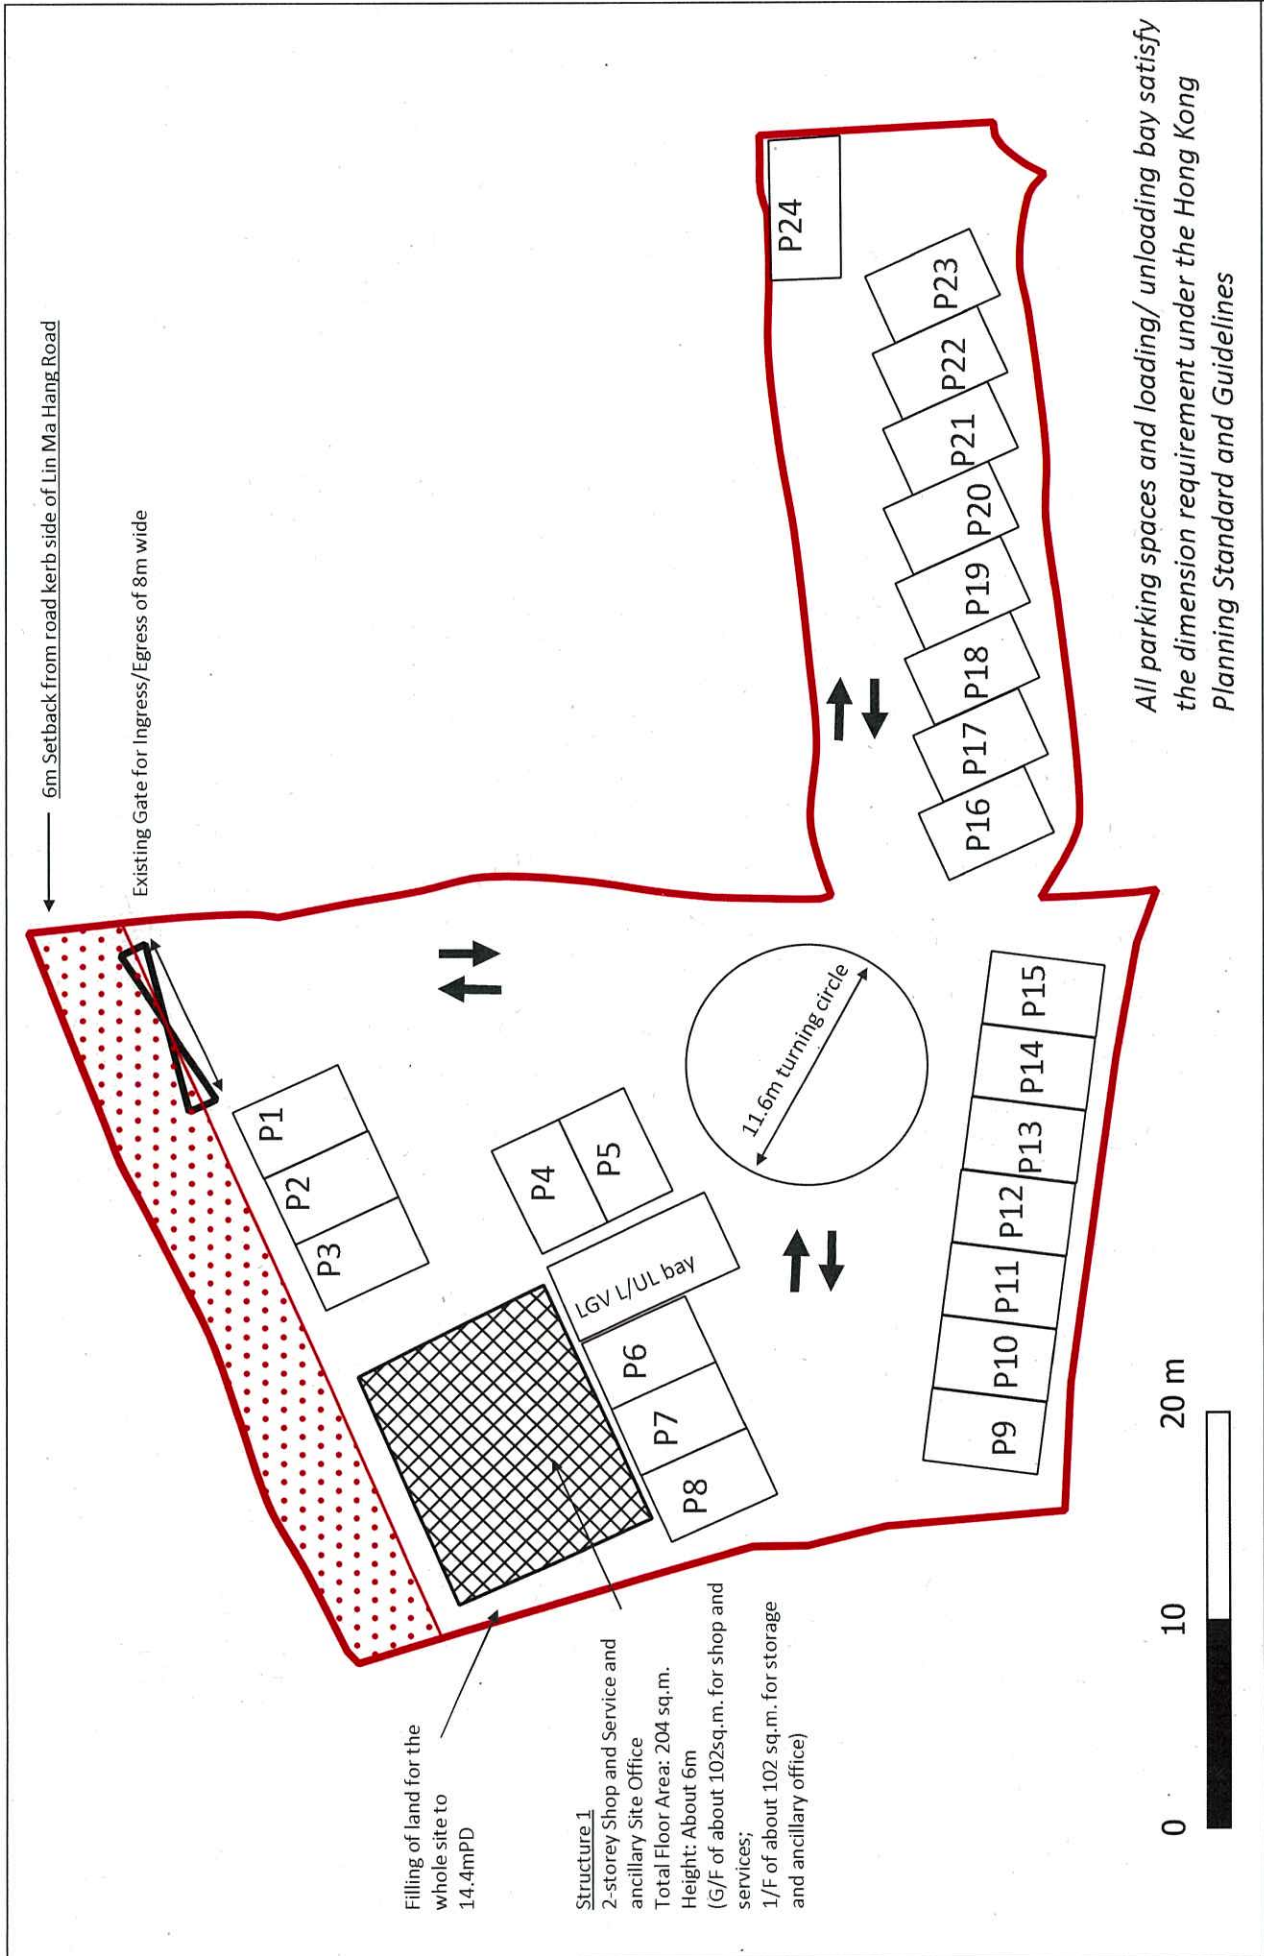 6m Setback from road kerb side of Lin Ma Hang Road
Existing Gate for Ingress/Egress of 8m wide
P1
P2
P3
P4
P5
LGV L/UL bay
P6
P7
P8
11.6m turning circle
P9
P10
P11
P12
P13
P14
P15
P16
P17
P18
P19
P20
P21
P22
P23
P24
Filling of land for the
whole site to
14.4mPD
Structure 1
2-storey Shop and Service and
ancillary Site Office
Total Floor Area: 204 sq.m.
Height: About 6m
(G/F of about 102sq.m. for shop and
services;
1/F of about 102 sq.m. for storage
and ancillary office)
0
10
20 m
All parking spaces and loading/ unloading bay satisfy
the dimension requirement under the Hong Kong
Planning Standard and Guidelines